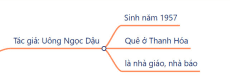 Sinh năm 1957
Tác giả: Uông Ngọc Dậu
Quê ở Thanh Hóa
là nhà giáo, nhà báo